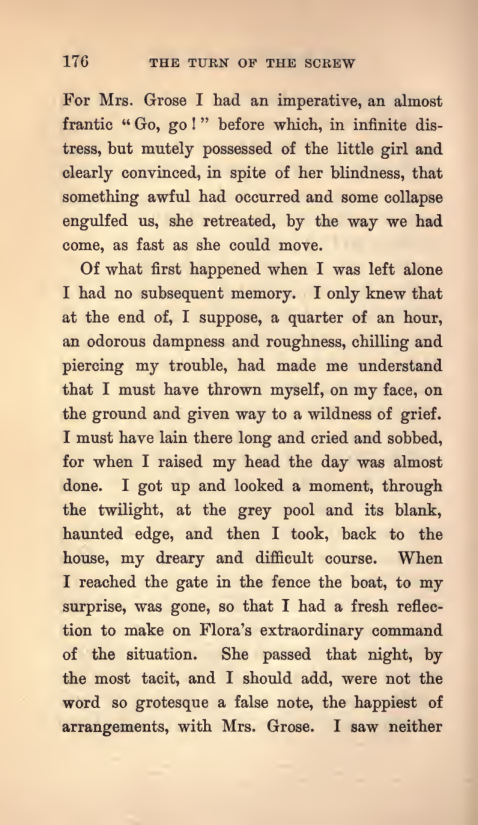 176 THE TURN OF THE SCREW
For Mrs. Grose I had an imperative, an almost
frantic “Go, go!” before which, in infinite dis-
tress, but mutely possessed of the little girl and
clearly convinced, in spite of her blindness, that
something awful had occurred and some collapse
engulfed us, she retreated, by the way we had
come, as fast as she could move.
Of what first happened when I was left alone
I had no subsequent memory. I only knew that
at the end of, I suppose, a quarter of an hour,
an odorous dampness and roughness, chilling and
piercing my trouble, had made me understand
that I must have thrown myself, on my face, on
the ground and given way to a wildness of grief.
I must have lain there long and cried and sobbed,
for when I raised my head the day was almost
done. I got up and looked a moment, through
the twilight, at the grey pool and its blank,
haunted edge, and then I took, back to the
house, my dreary and difficult course. When
I reached the gate in the fence the boat, to my
surprise, was gone, so that I had a fresh reflec-
tion to make on Flora’s extraordinary command
of the situation. She passed that night, by
the most tacit, and I should add, were not the
word so grotesque a false note, the happiest of
arrangements, with Mrs. Grose. I saw neither